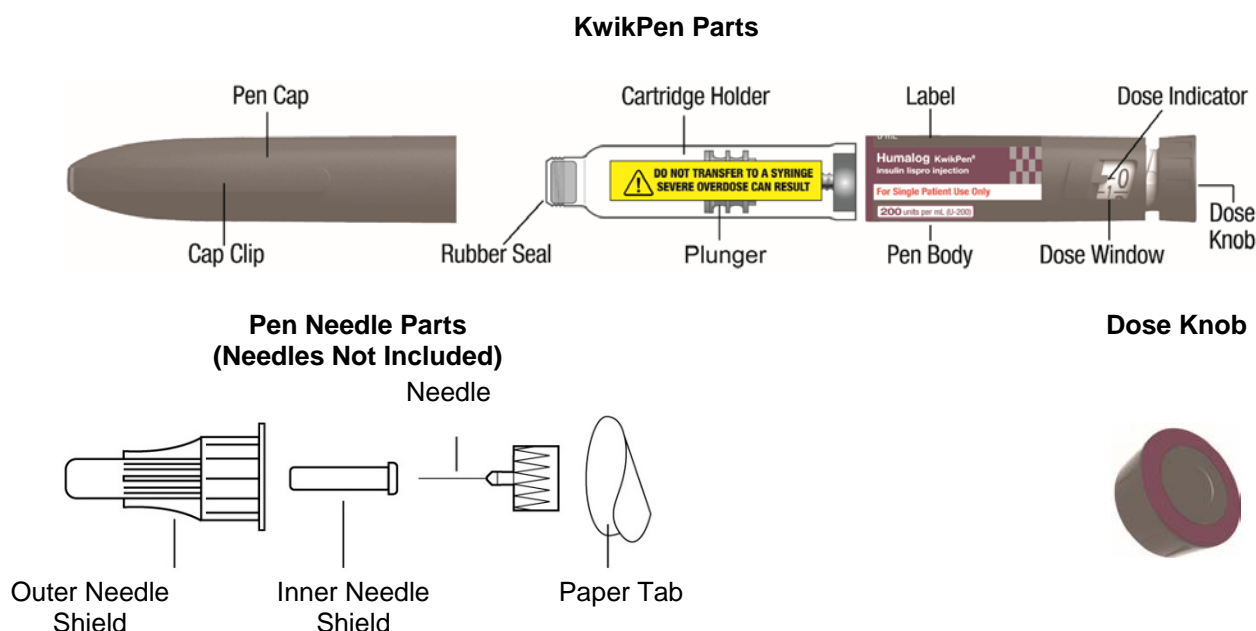 KwikPen Parts
Pen Cap
Cartridge Holder
Label
Dose Indicator
DO NOT TRANSFER TO A SYRINGE
SEVERE OVERDOSE CAN RESULT
Humalog KwikPen®
insulin lispro injection
For Single Patient Use Only
200 units per mL (U-200)
-0
Cap Clip
Rubber Seal
Plunger
Pen Body
Dose Window
Dose
Knob
Pen Needle Parts
(Needles Not Included)
Dose Knob
Needle
Outer Needle
Shield
Inner Needle
Shield
Paper Tab